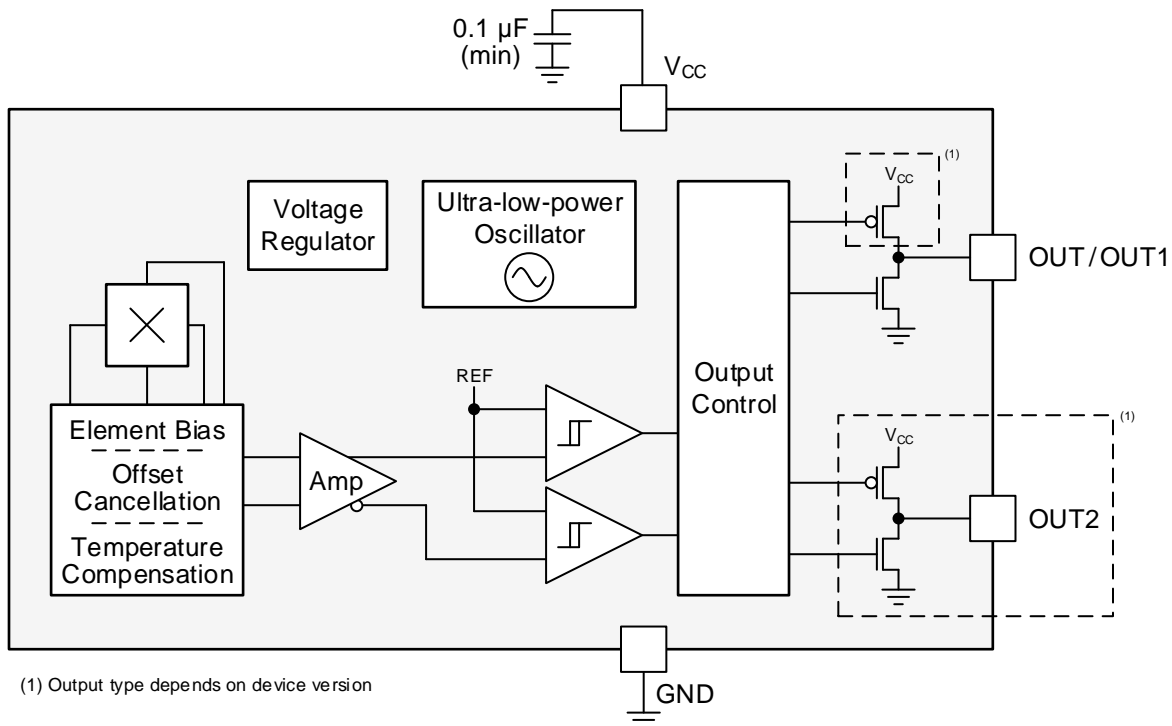 0.1 µF
(min)
VCC
(1)
VCC
Voltage
Regulator
Ultra-low-power
Oscillator
OUT/OUT1
REF
Output
Control
Element Bias
Offset
Cancellation
Temperature
Compensation
Amp
(1)
VCC
OUT2
GND
(1) Output type depends on device version